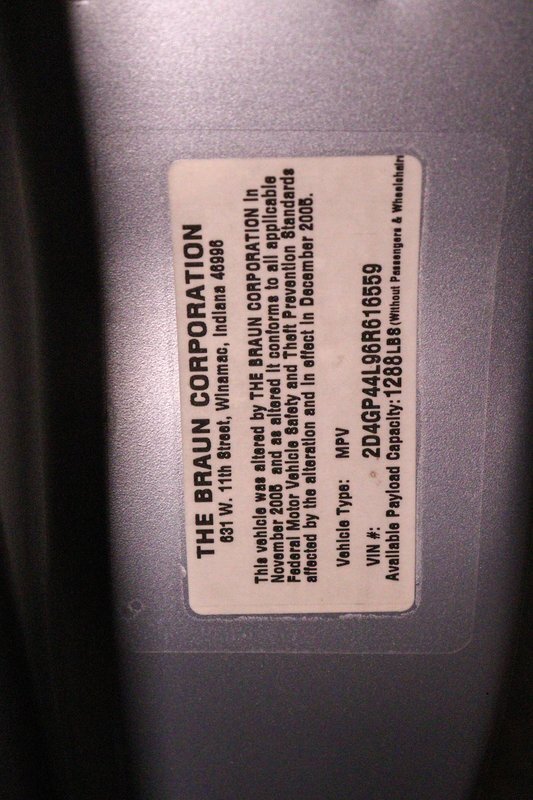 THE BRAUN CORPORATION
631 W. 11th Street, Winamac, Indiana 46996
This vehicle was altered by THE BRAUN CORPORATION in
November 2005 and as altered it conforms to all applicable
Federal Motor Vehicle Safety and Theft Prevention Standards
affected by the alteration and in effect in December 2005.
Vehicle Type: MPV
VIN #: 2D4GP44L96R616559
Available Payload Capacity: 1288 LBS (Without Passengers & Wheelchair)